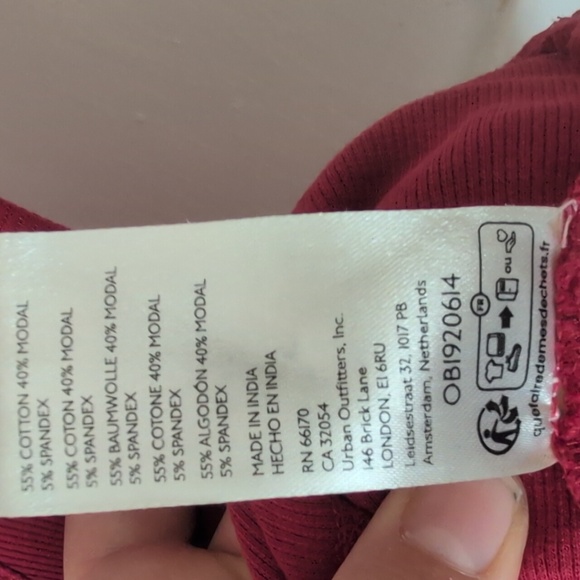 55% COTTON 40% MODAL
5% SPANDEX
55% COTON 40% MODAL
5% SPANDEX
55% BAUMWOLLE 40% MODAL
5% SPANDEX
55% COTONE 40% MODAL
5% SPANDEX
55% ALGODÓN 40% MODAL
5% SPANDEX
MADE IN INDIA
HECHO EN INDIA
RN 66170
CA 32054
Urban Outfitters, Inc.
146 Brick Lane
LONDON, E1 6RU
Leidsestraat 32, 1017 PB
Amsterdam, Netherlands
OB1920614
FR
ou
quefairedemesdechets.fr